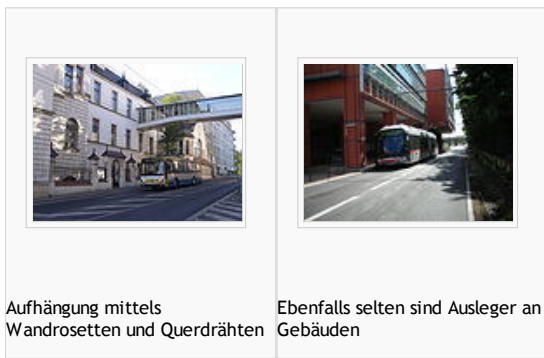 Aufhängung mittels
Wandrosetten und Querdrähten
Ebenfalls selten sind Ausleger an
Gebäuden